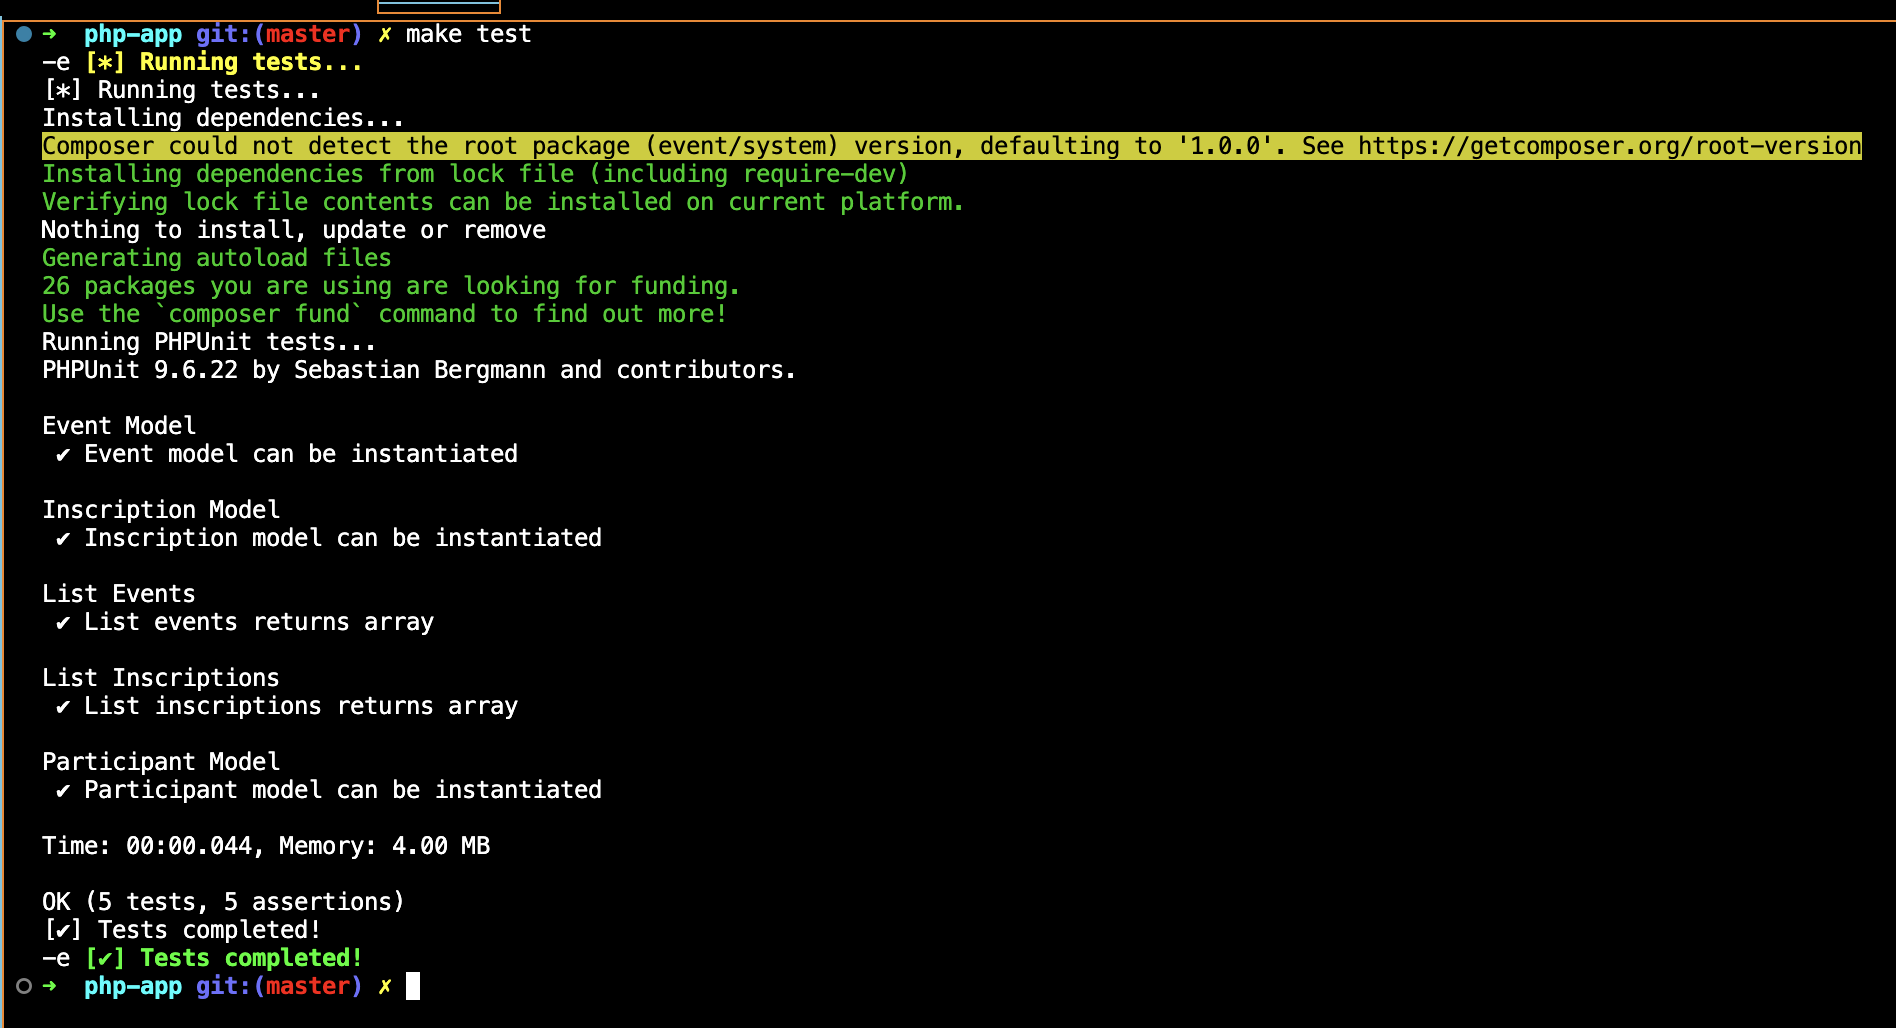 ➜  php-app git:(master) ✗ make test
-e [*] Running tests...
[*] Running tests...
Installing dependencies...
Composer could not detect the root package (event/system) version, defaulting to '1.0.0'. See https://getcomposer.org/root-version
Installing dependencies from lock file (including require-dev)
Verifying lock file contents can be installed on current platform.
Nothing to install, update or remove
Generating autoload files
26 packages you are using are looking for funding.
Use the `composer fund` command to find out more!
Running PHPUnit tests...
PHPUnit 9.6.22 by Sebastian Bergmann and contributors.
Event Model
✔ Event model can be instantiated
Inscription Model
✔ Inscription model can be instantiated
List Events
✔ List events returns array
List Inscriptions
✔ List inscriptions returns array
Participant Model
✔ Participant model can be instantiated
Time: 00:00.044, Memory: 4.00 MB
OK (5 tests, 5 assertions)
[✔] Tests completed!
-e [✔] Tests completed!
➜  php-app git:(master) ✗